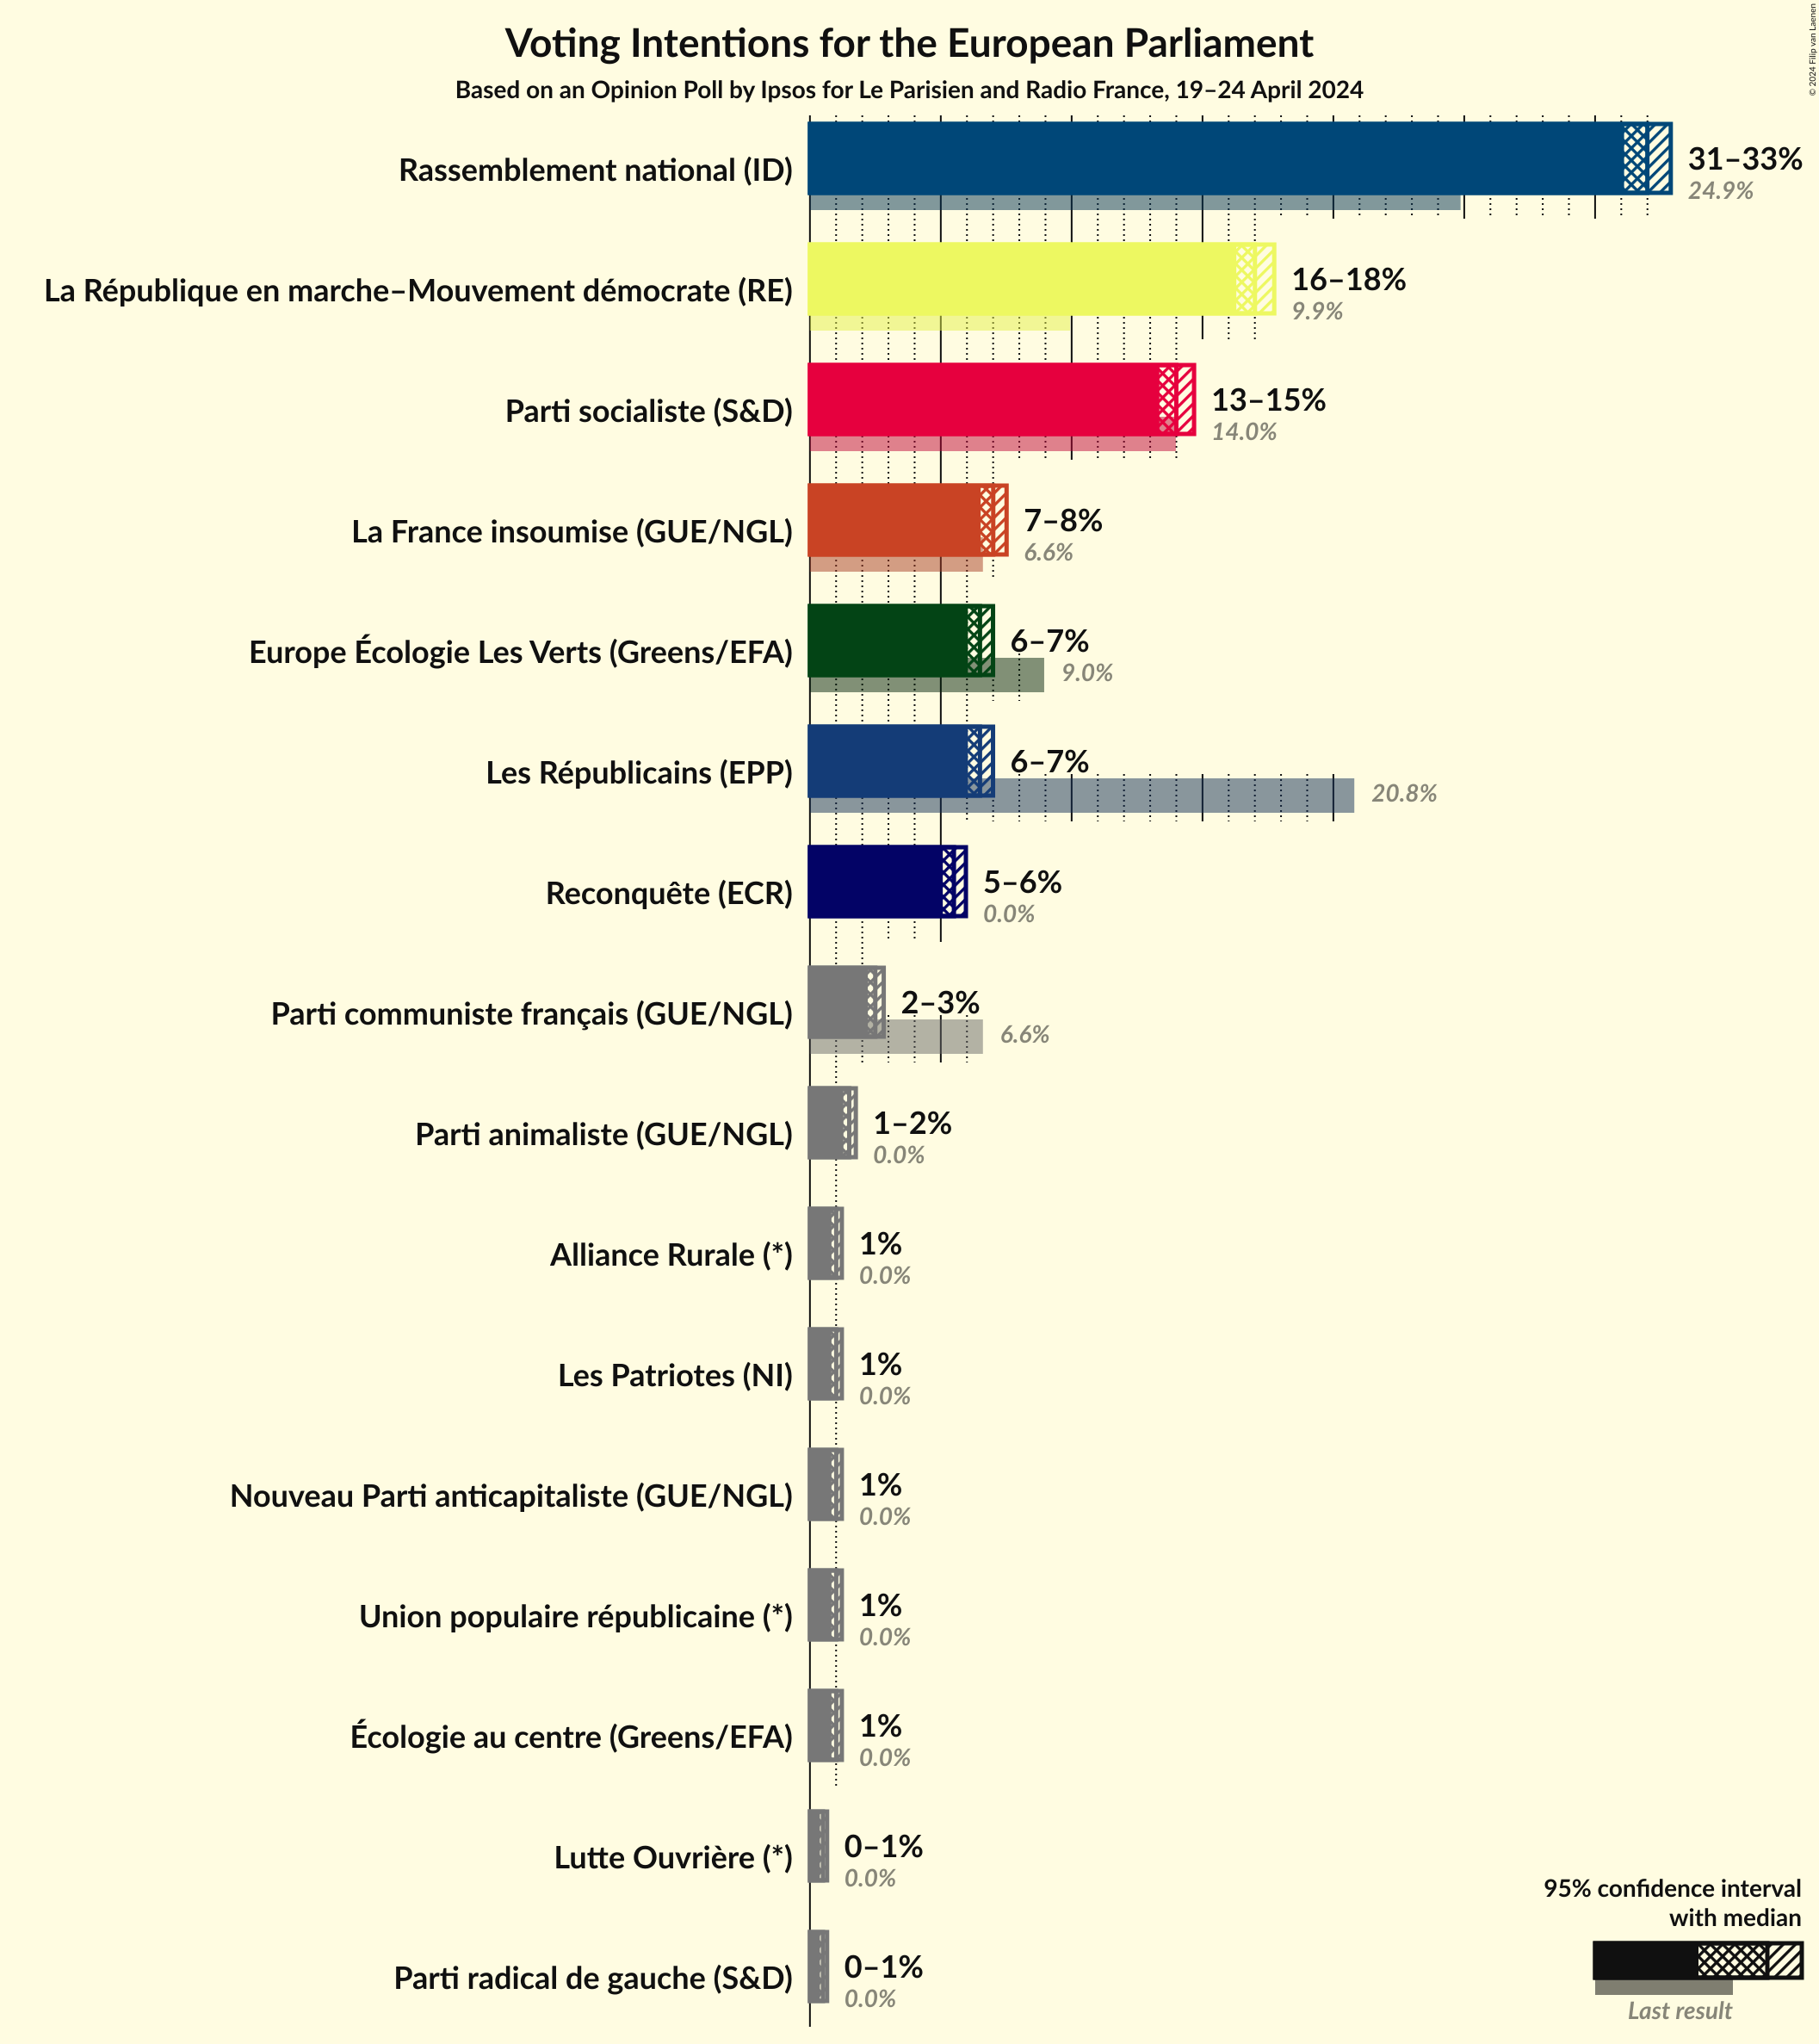 Voting Intentions for the European Parliament
Based on an Opinion Poll by Ipsos for Le Parisien and Radio France, 19–24 April 2024
© 2024 Filip van Laenen
Rassemblement national (ID)
31–33%
24.9%
La République en marche–Mouvement démocrate (RE)
16–18%
9.9%
Parti socialiste (S&D)
13–15%
14.0%
La France insoumise (GUE/NGL)
7–8%
6.6%
Europe Écologie Les Verts (Greens/EFA)
6–7%
9.0%
Les Républicains (EPP)
6–7%
20.8%
Reconquête (ECR)
5–6%
0.0%
Parti communiste français (GUE/NGL)
2–3%
6.6%
Parti animaliste (GUE/NGL)
1–2%
0.0%
Alliance Rurale (*)
1%
0.0%
Les Patriotes (NI)
1%
0.0%
Nouveau Parti anticapitaliste (GUE/NGL)
1%
0.0%
Union populaire républicaine (*)
1%
0.0%
Écologie au centre (Greens/EFA)
1%
0.0%
Lutte Ouvrière (*)
0–1%
0.0%
Parti radical de gauche (S&D)
0–1%
0.0%
95% confidence interval
with median
Last result